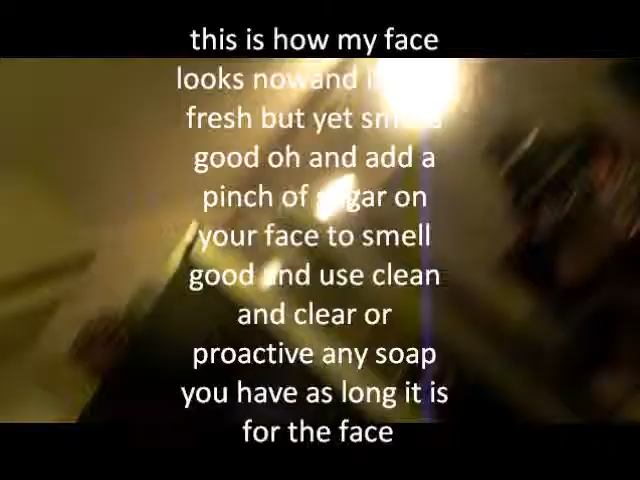 this is how my face
looks nowand i
fresh but yet
good oh and add a
pinch of sugar on
your face to smell
good and use clean
and clear or
proactive any soap
you have as long it is
for the face